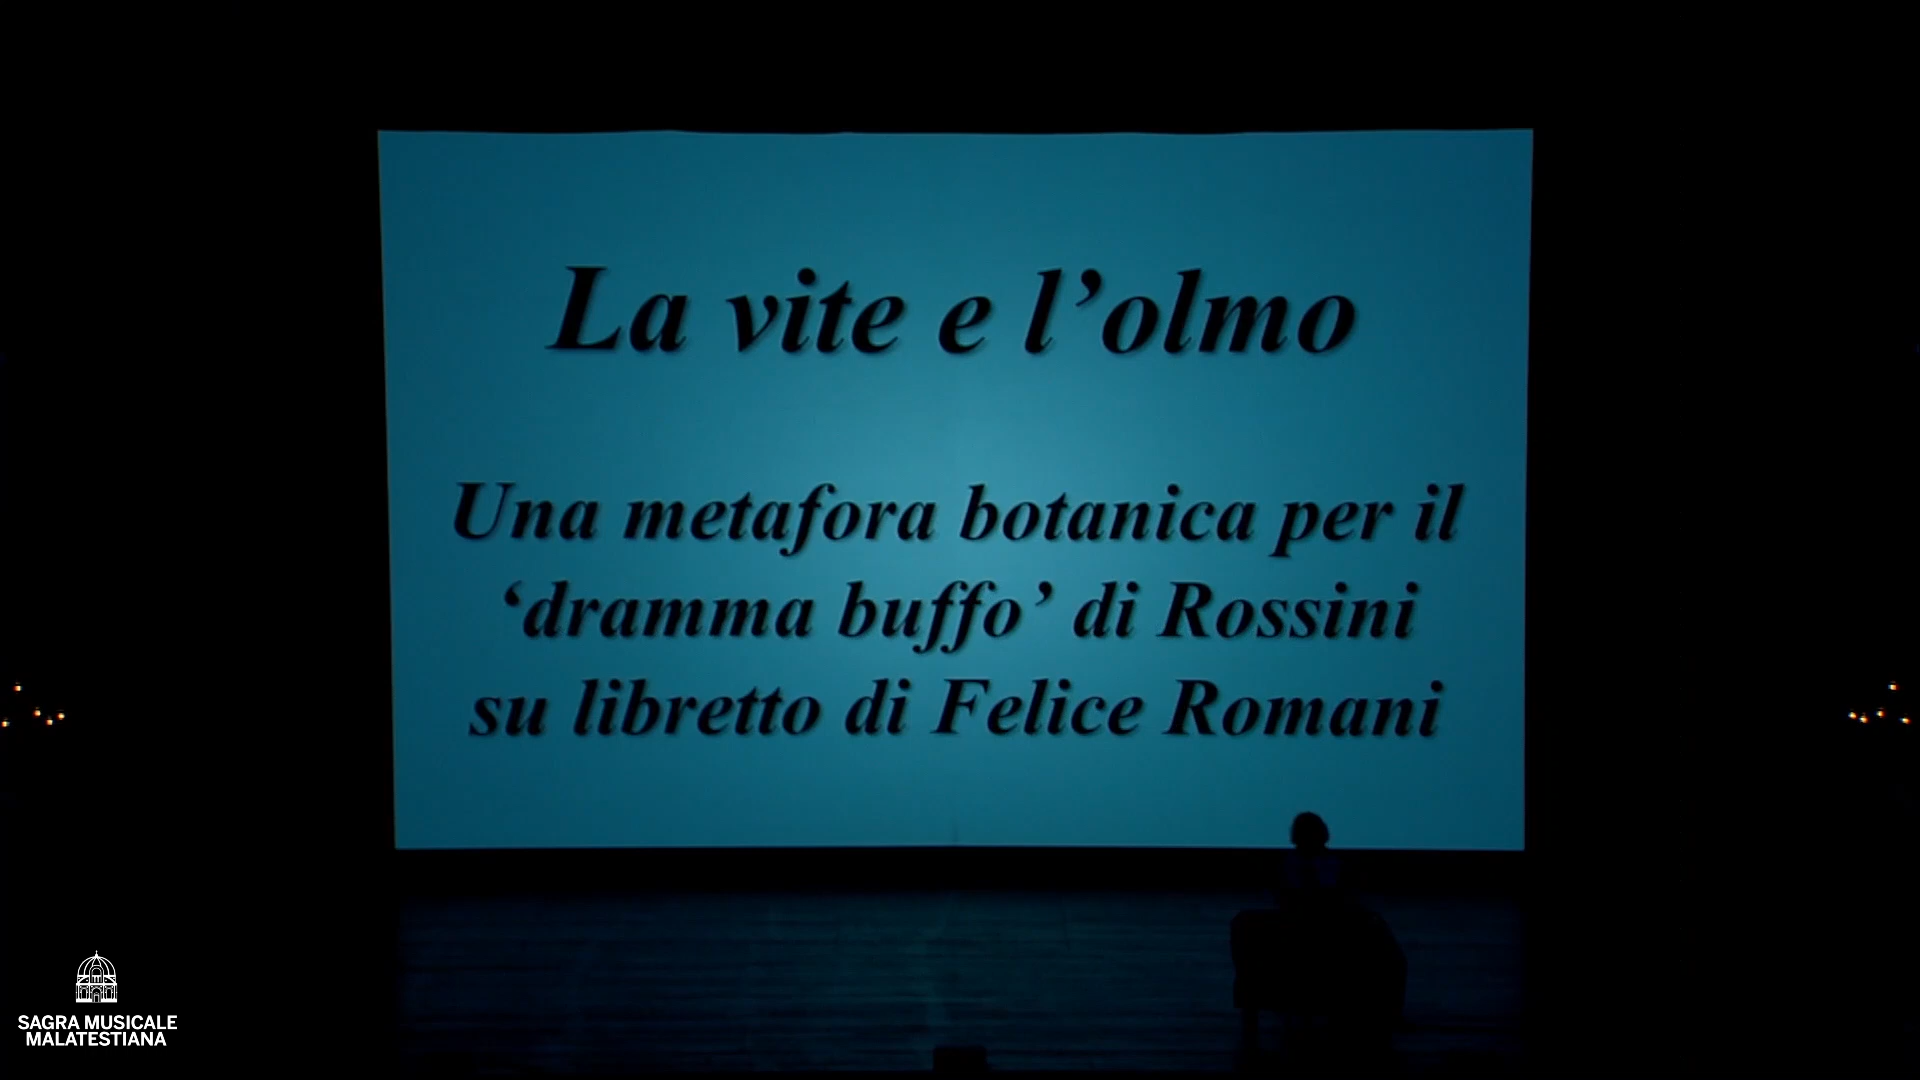 La vite e l’olmo
Una metafora botanica per il
‘dramma buffo’ di Rossini
su libretto di Felice Romani
SAGRA MUSICALE
MALATESTIANA